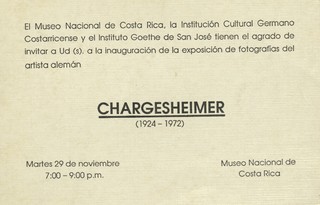 El Museo Nacional de Costa Rica, la Institución Cultural Germano
Costarricense y el Instituto Goethe de San José tienen el agrado de
invitar a Ud (s). a la inauguración de la exposición de fotografías del
artista alemán
CHARGESHEIMER
(1924 – 1972)
Martes 29 de noviembre
7:00 – 9:00 p.m.
Museo Nacional de
Costa Rica